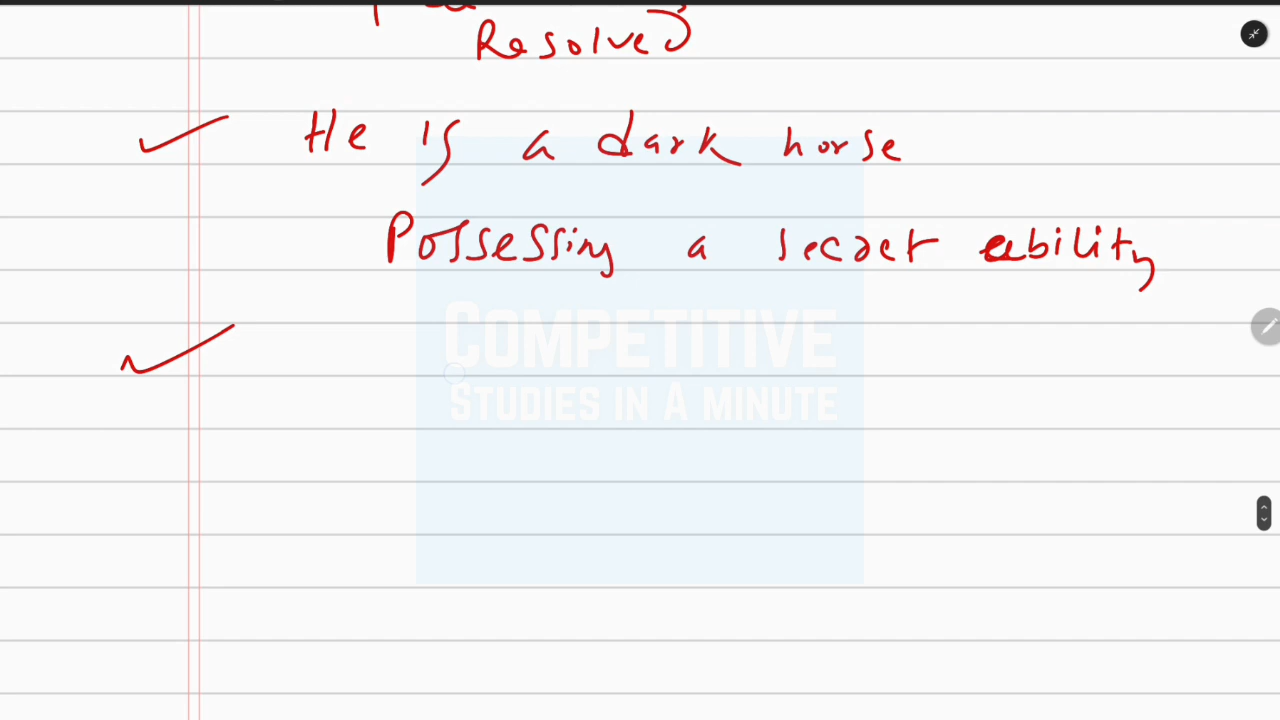 Resolved
He is a dark horse
Possessing a secret ability
COMPETITIVE
STUDIES IN A MINUTE